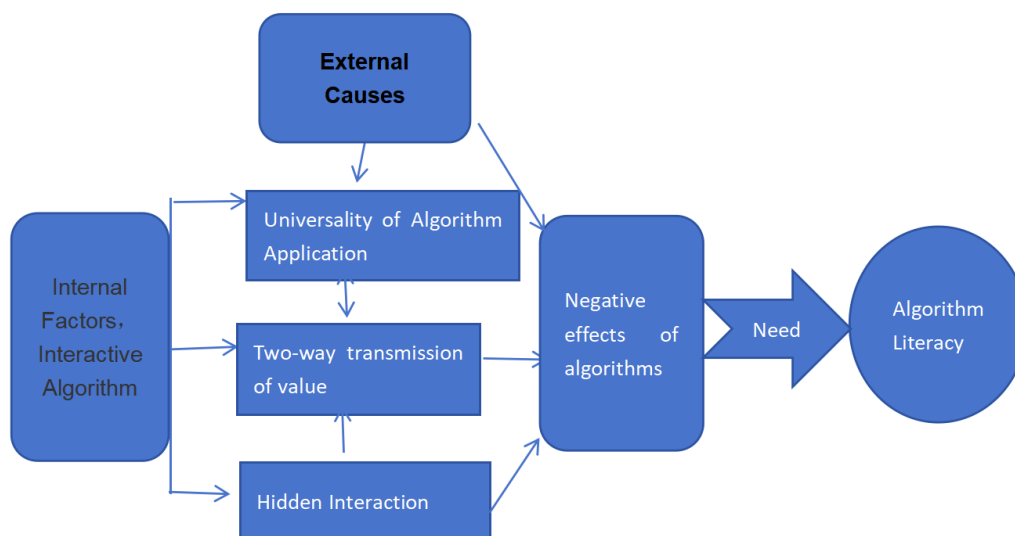 External
Causes
Universality of Algorithm
Application
Internal
Factors，
Interactive
Algorithm
Two-way transmission
of value
Hidden Interaction
Negative
effects of
algorithms
Need
Algorithm
Literacy